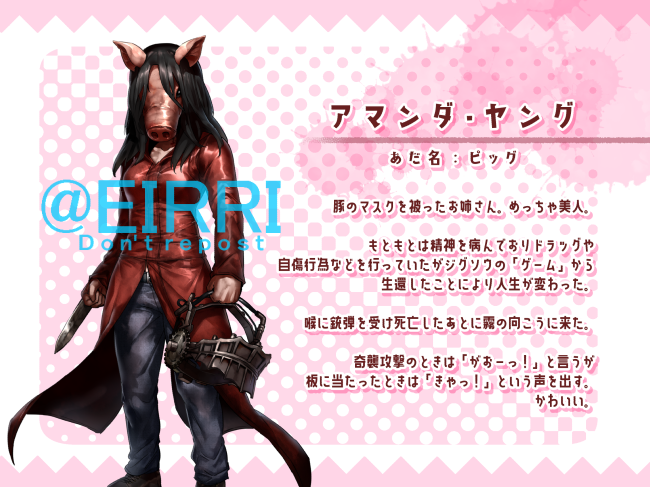 アマンダ・ヤング
あだ名：ピッグ
@EIRRI
Don't repost
豚のマスクを被ったお姉さん。めっちゃ美人。
もともとは精神を病んでおりドラッグや
自傷行為などを行っていたがジグソウの「ゲーム」から
生還したことにより人生が変わった。
喉に銃弾を受け死亡したあとに霧の向こうに来た。
奇襲攻撃のときは「がおーっ！」と言うが
板に当たったときは「きゃっ！」という声を出す。
かわいい。